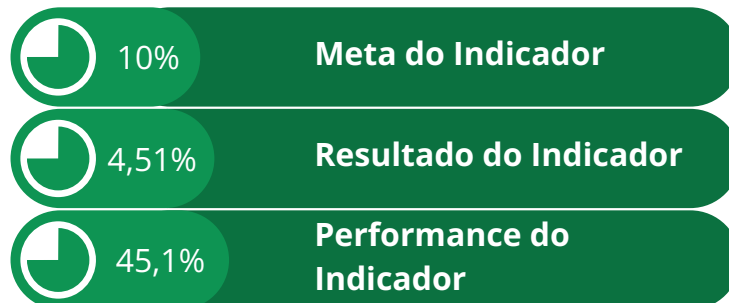 10%
Meta do Indicador
4,51%
Resultado do Indicador
45,1%
Performance do
Indicador